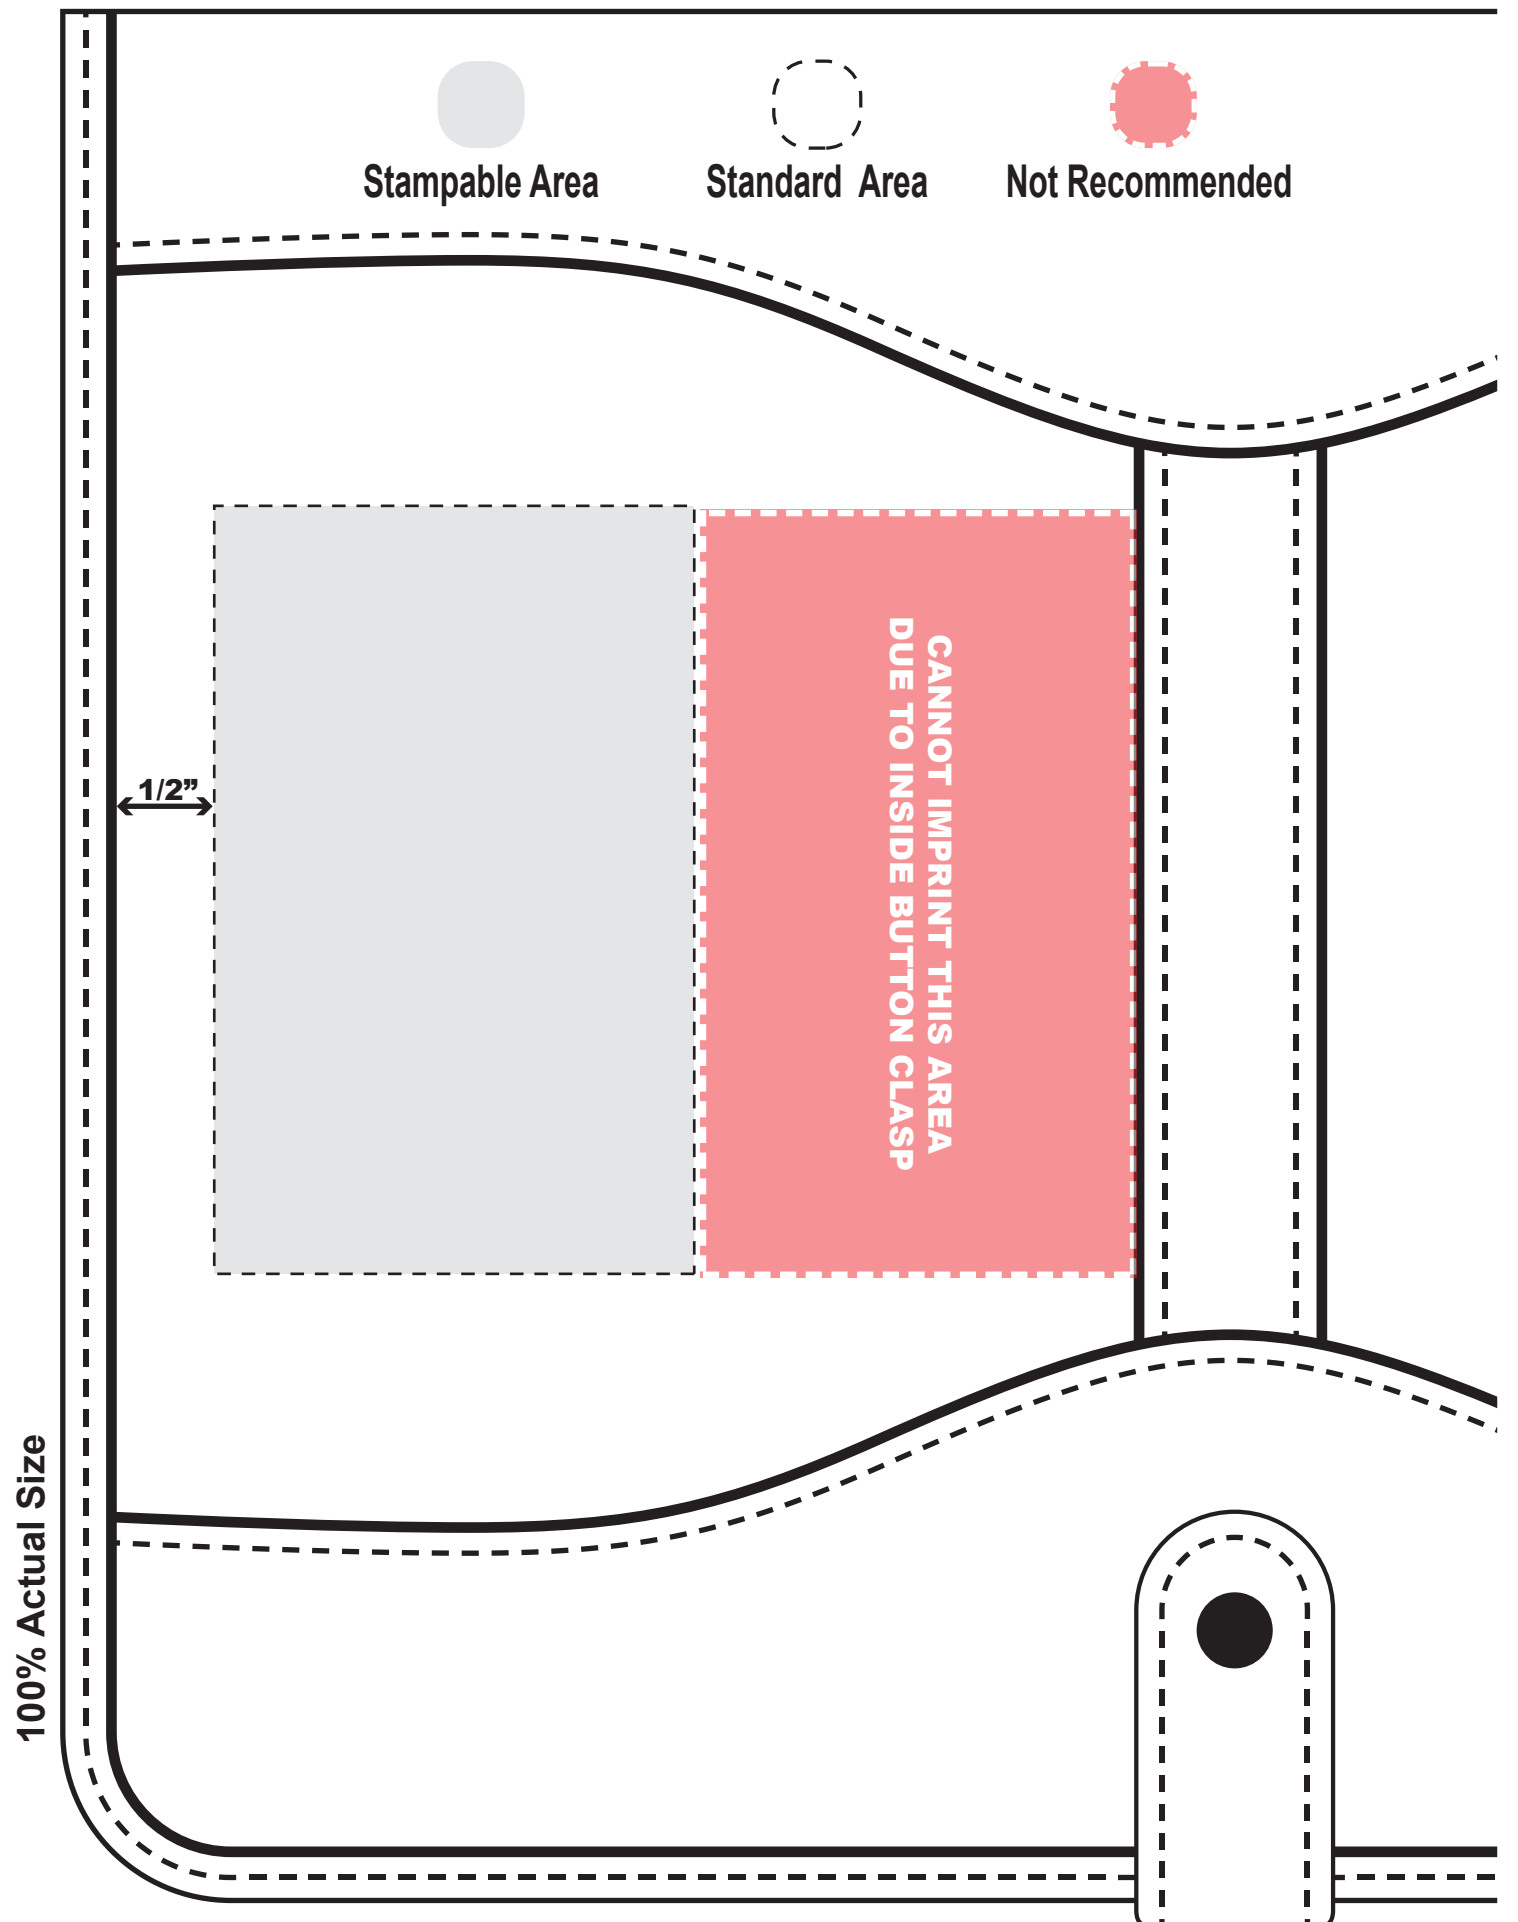 Stampable Area
Standard Area
Not Recommended
CANNOT IMPRINT THIS AREA
DUE TO INSIDE BUTTON CLASP
1/2”
100% Actual Size